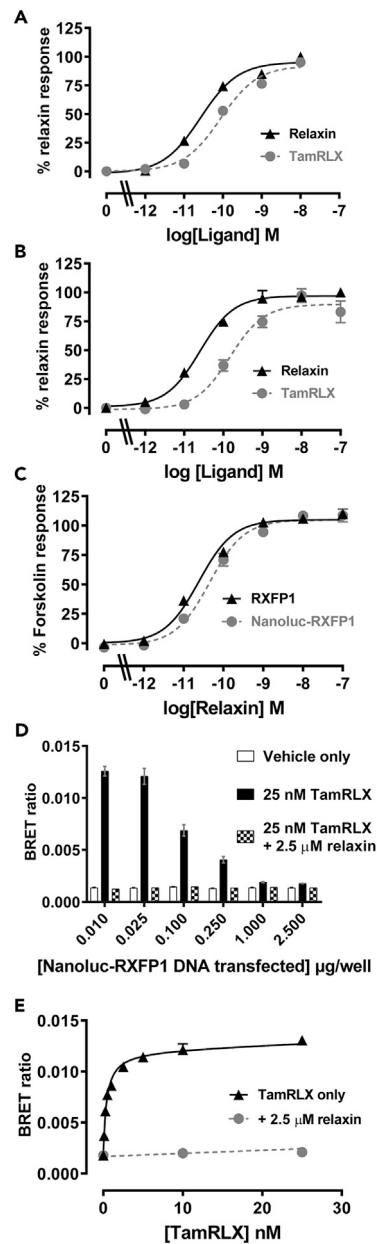 A
125
100
75
50
25
0
% relaxin response
Relaxin
TamRLX
0 -12 -11 -10 -9 -8 -7
log[Ligand] M
B
125
100
75
50
25
0
% relaxin response
Relaxin
TamRLX
0 -12 -11 -10 -9 -8 -7
log [Ligand] M
C
125
100
75
50
25
0
% Forskolin response
RXFP1
Nanoluc-RXFP1
0 -12 -11 -10 -9 -8 -7
log[Relaxin] M
D
0.015
0.010
0.005
0.000
BRET ratio
Vehicle only
25 nM TamRLX
25 nM TamRLX
+ 2.5 μM relaxin
0.010 0.025 0.100 0.250 1.000 2.500
[Nanoluc-RXFP1 DNA transfected] μg/well
E
0.015
0.010
0.005
0.000
BRET ratio
TamRLX only
+ 2.5 μM relaxin
0 10 20 30
[TamRLX] nM